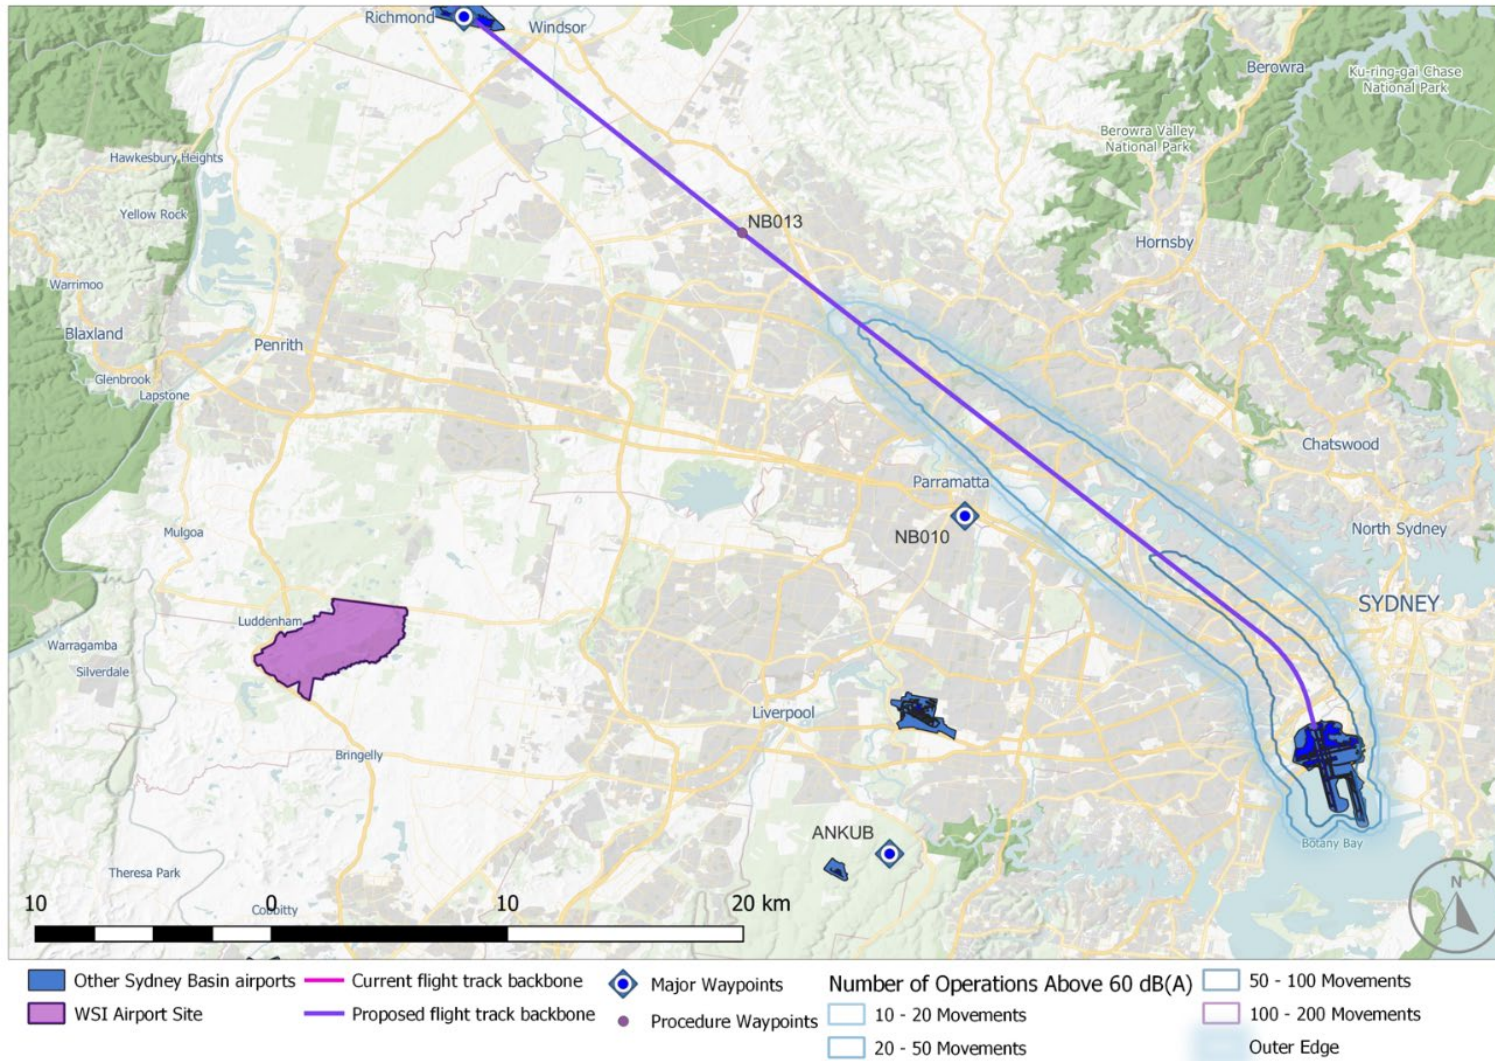 Richmond
Windsor
Berowra
Ku-ring-gai Chase
National Park
Berowra Valley
National Park
Hawkesbury Heights
Yellow Rock
NB013
Hornsby
Warrimoo
Blaxland
Penrith
Glenbrook
Lapstone
Chatswood
Parramatta
Mulgoa
NB010
North Sydney
SYDNEY
Luddenham
Warragamba
Silverdale
Liverpool
Bringelly
ANKUB
Botany Bay
Theresa Park
N
10 0 10 20 km
Cobbitty
Other Sydney Basin airports
WSI Airport Site
Current flight track backbone
Proposed flight track backbone
Major Waypoints
Procedure Waypoints
Number of Operations Above 60 dB(A)
10 - 20 Movements
20 - 50 Movements
50 - 100 Movements
100 - 200 Movements
Outer Edge